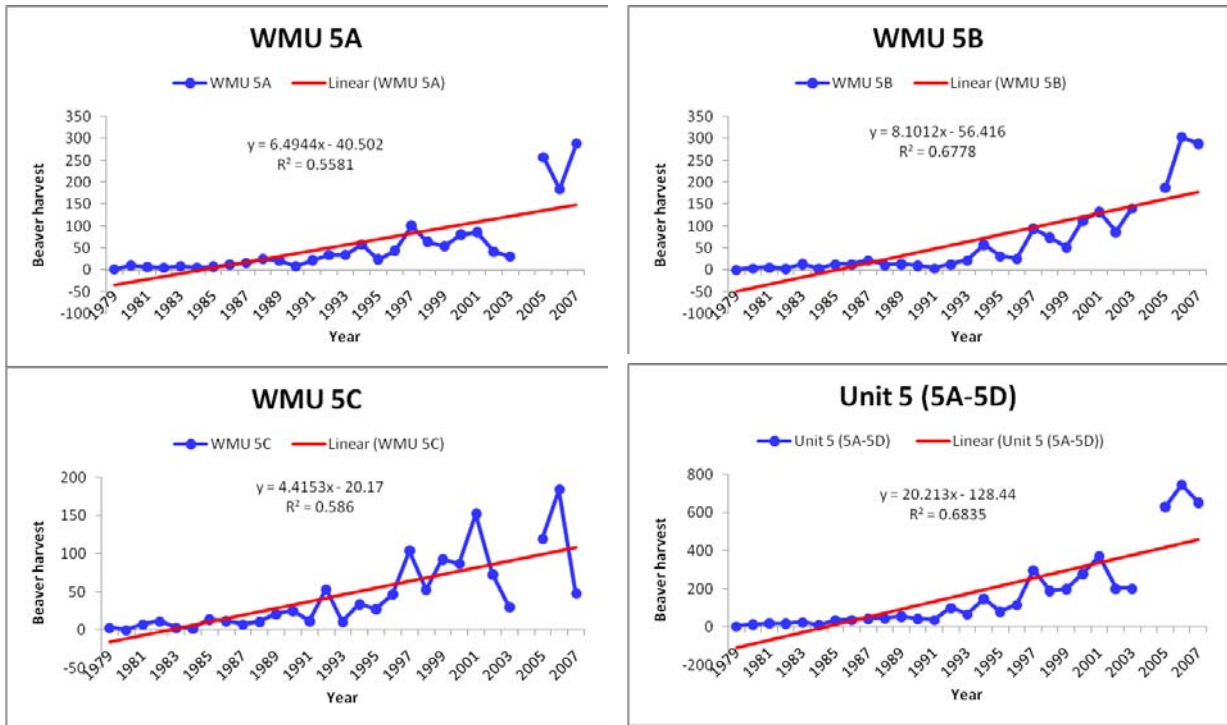 WMU 5A
WMU 5A Linear (WMU 5A)
y = 6.4944x - 40.502
R² = 0.5581
350
300
250
200
150
100
50
0
-50
-100
Beaver harvest
1979 1981 1983 1985 1987 1989 1991 1993 1995 1997 1999 2001 2003 2005 2007
Year
WMU 5B
WMU 5B Linear (WMU 5B)
y = 8.1012x - 56.416
R² = 0.6778
350
300
250
200
150
100
50
0
-50
-100
Beaver harvest
1979 1981 1983 1985 1987 1989 1991 1993 1995 1997 1999 2001 2003 2005 2007
Year
WMU 5C
WMU 5C Linear (WMU 5C)
y = 4.4153x - 20.17
R² = 0.586
200
150
100
50
0
-50
Beaver harvest
1979 1981 1983 1985 1987 1989 1991 1993 1995 1997 1999 2001 2003 2005 2007
Year
Unit 5 (5A-5D)
Unit 5 (5A-5D) Linear (Unit 5 (5A-5D))
y = 20.213x - 128.44
R² = 0.6835
800
600
400
200
0
-200
Beaver harvest
1979 1981 1983 1985 1987 1989 1991 1993 1995 1997 1999 2001 2003 2005 2007
Year